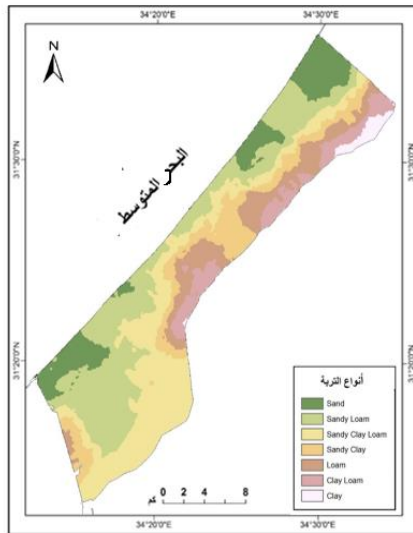 34°20'0"E 34°30'0"E
N
البحر المتوسط
31°30'0"N
31°20'0"N
أنواع التربة
Sand
Sandy Loam
Sandy Clay Loam
Sandy Clay
Loam
Clay Loam
Clay
كم 0 2 4 8
34°20'0"E 34°30'0"E